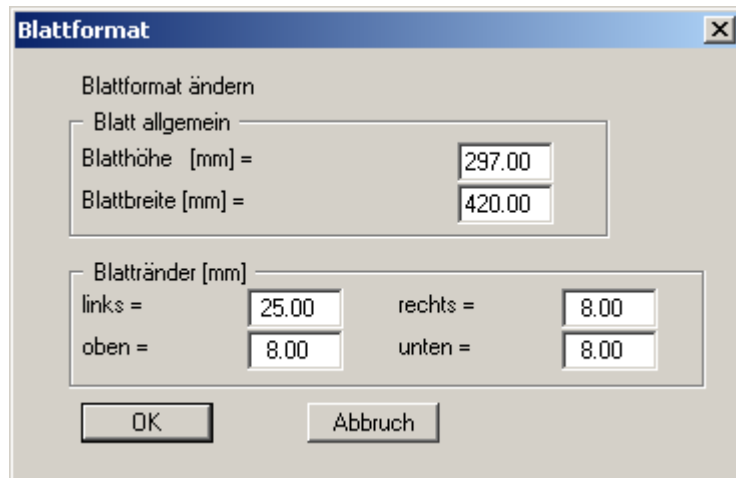 Blattformat
Blattformat ändern
Blatt allgemein
Blatthöhe [mm] = 297.00
Blattbreite [mm] = 420.00
Blattränder [mm]
links = 25.00 rechts = 8.00
oben = 8.00 unten = 8.00
OK Abbruch